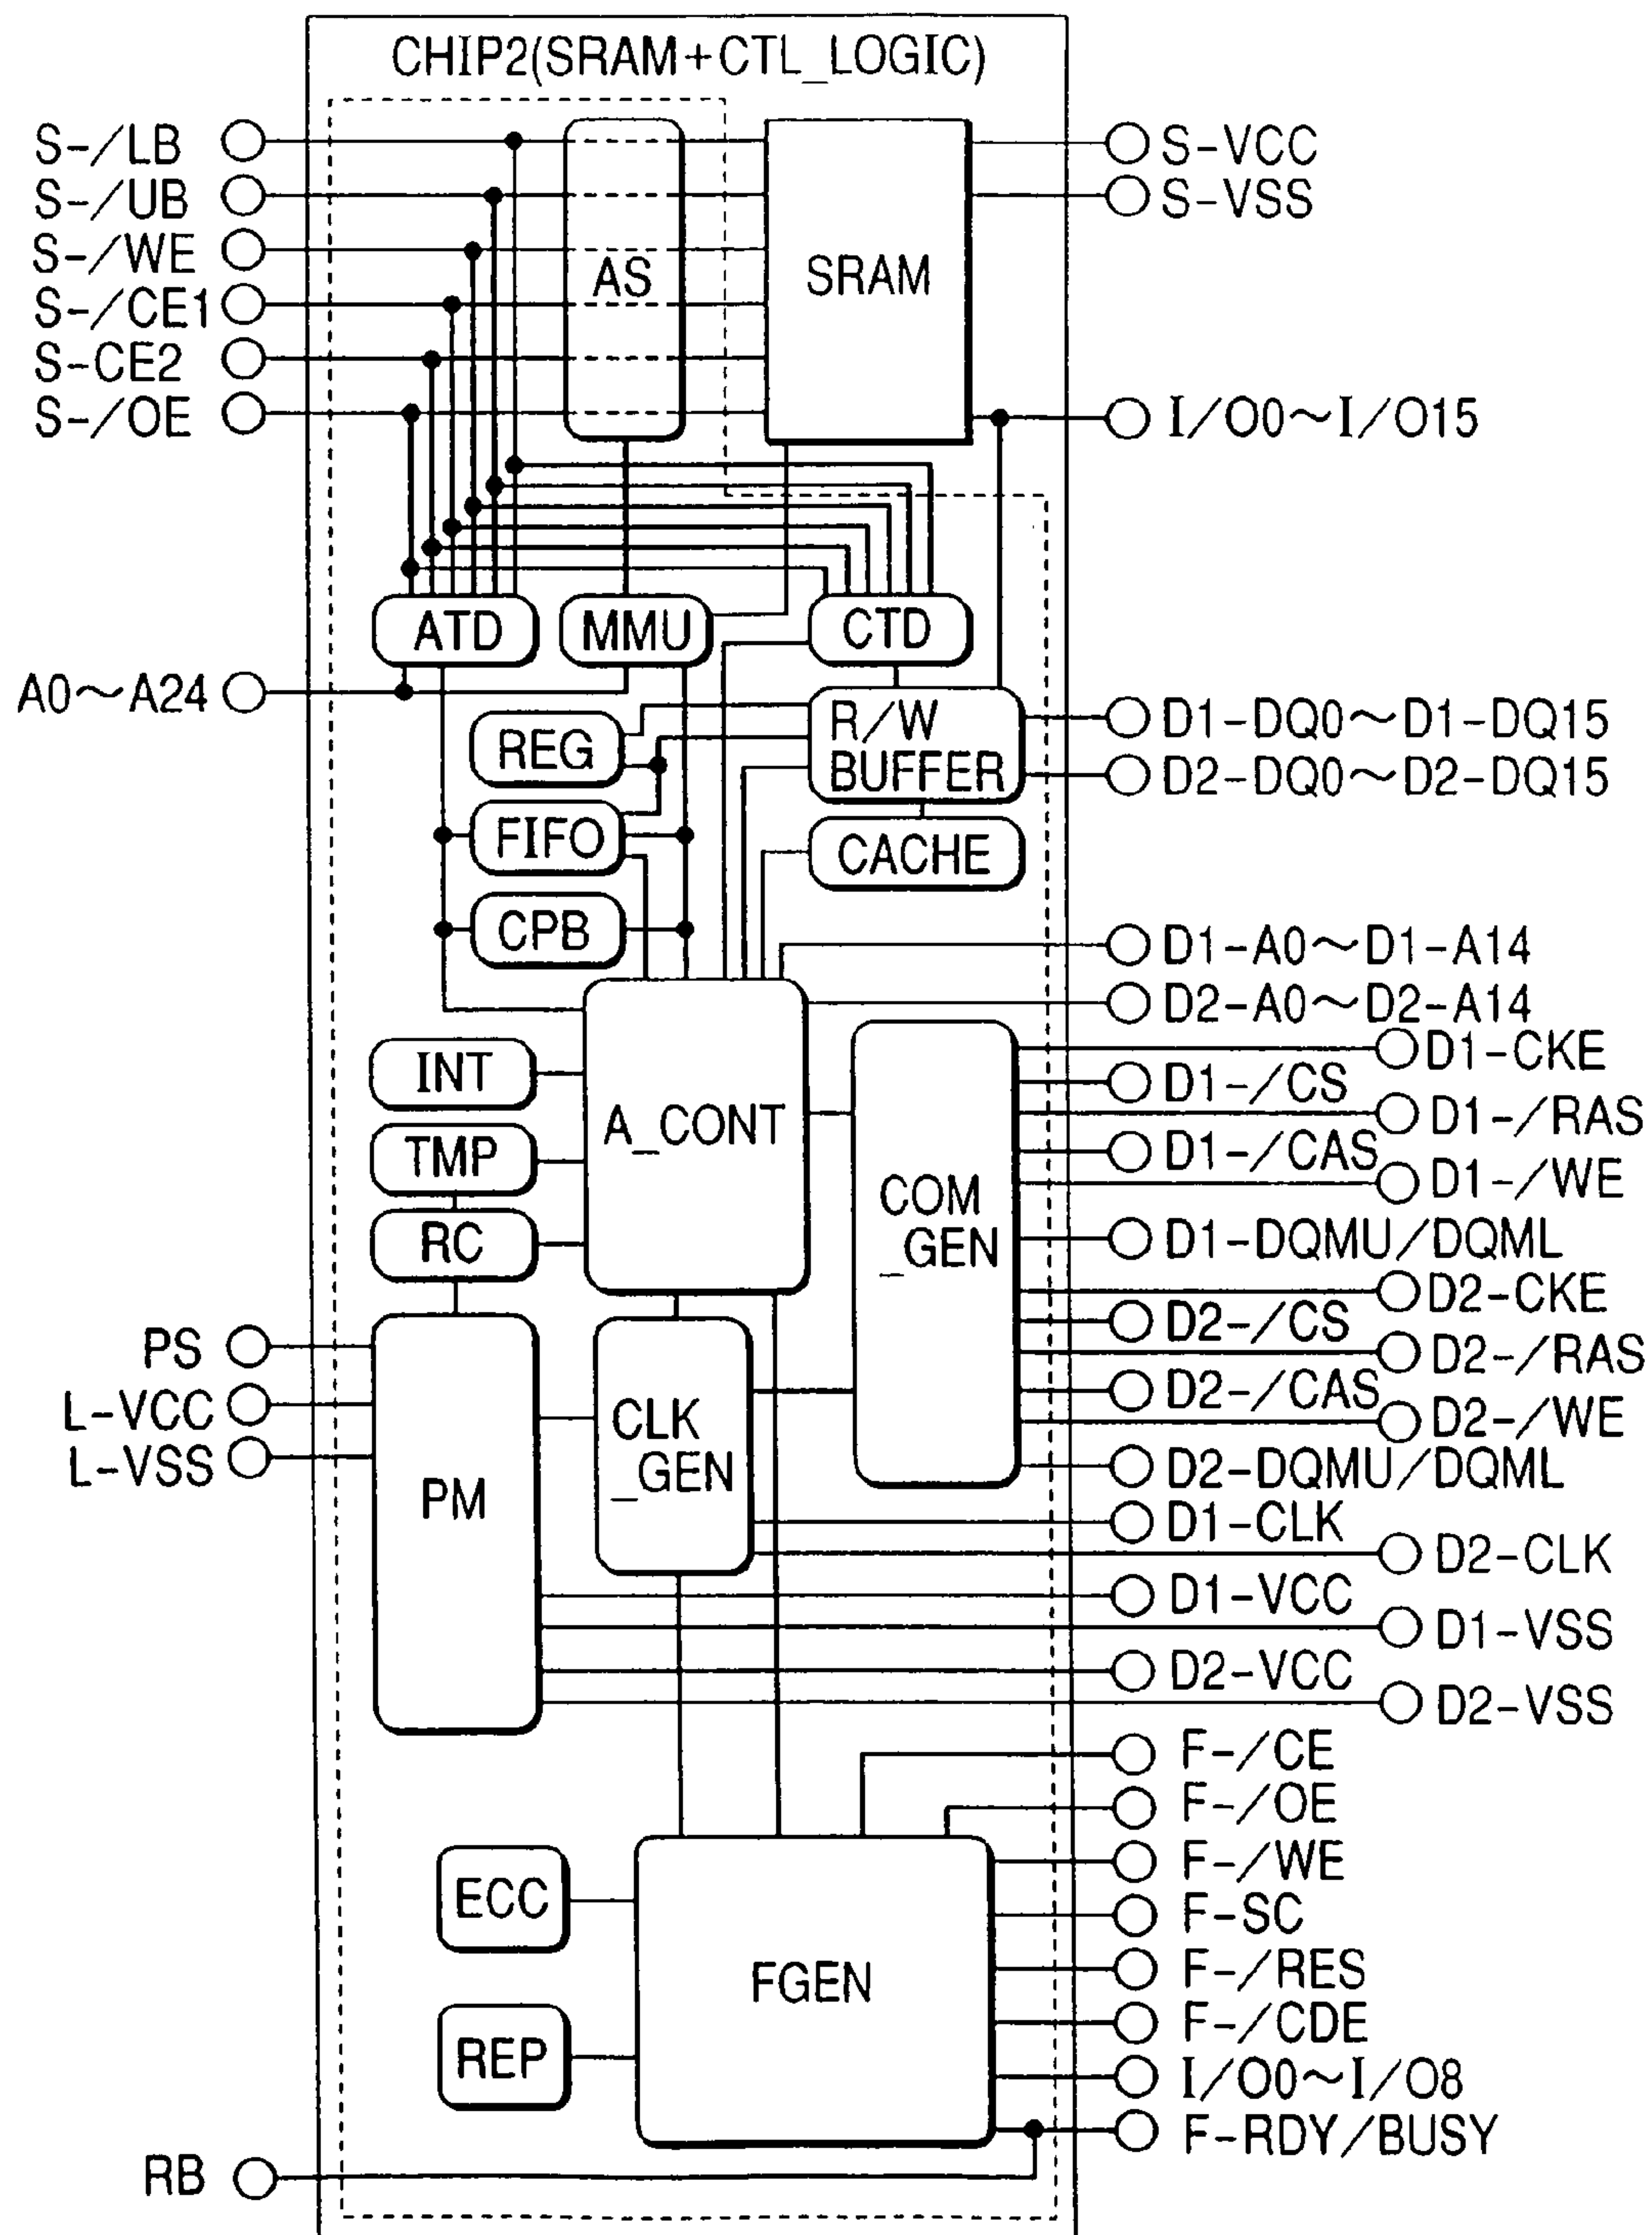 CHIP2(SRAM+CTL_LOGIC)
S-/LB
S-/UB
S-/WE
S-/CE1
S-CE2
S-/OE
AS
SRAM
S-VCC
S-VSS
I/O0~I/O15
ATD
MMU
CTD
A0~A24
REG
R/W
BUFFER
D1-DQ0~D1-DQ15
D2-DQ0~D2-DQ15
FIFO
CACHE
CPB
D1-A0~D1-A14
D2-A0~D2-A14
INT
TMP
RC
A_CONT
COM
_GEN
D1-CKE
D1-/CS
D1-/RAS
D1-/CAS
D1-/WE
D1-DQMU/DQML
D2-CKE
D2-/CS
D2-/RAS
D2-/CAS
D2-/WE
D2-DQMU/DQML
PS
L-VCC
L-VSS
PM
CLK
_GEN
D1-CLK
D2-CLK
D1-VCC
D1-VSS
D2-VCC
D2-VSS
ECC
REP
FGEN
F-/CE
F-/OE
F-/WE
F-SC
F-/RES
F-/CDE
I/O0~I/O8
F-RDY/BUSY
RB